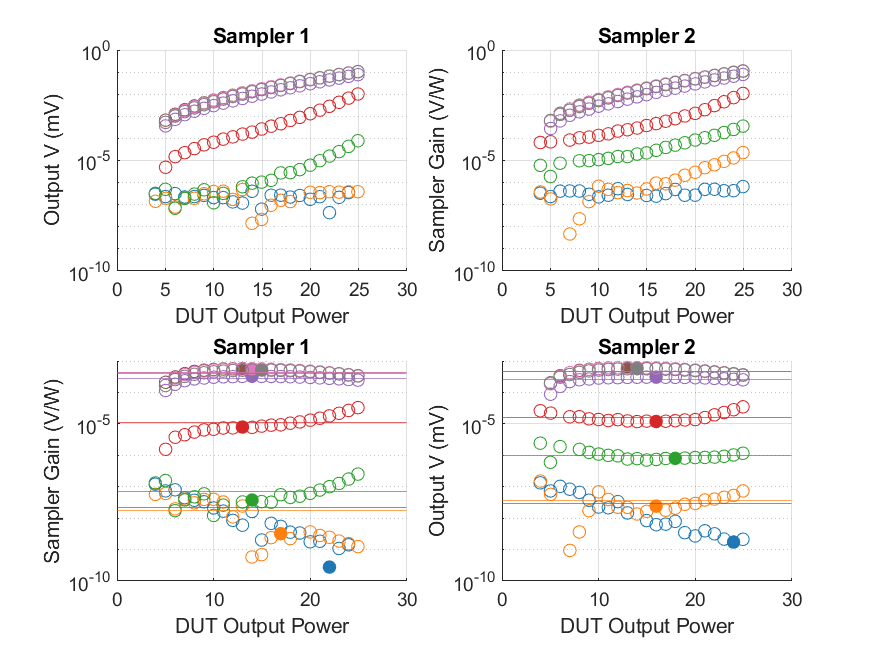 Sampler 1
Output V (mV)
10^0
10^-5
10^-10
0 5 10 15 20 25 30
DUT Output Power
Sampler 2
Sampler Gain (V/W)
10^0
10^-5
10^-10
0 5 10 15 20 25 30
DUT Output Power
Sampler 1
Sampler Gain (V/W)
10^-5
10^-10
0 10 20 30
DUT Output Power
Sampler 2
Output V (mV)
10^-5
10^-10
0 10 20 30
DUT Output Power